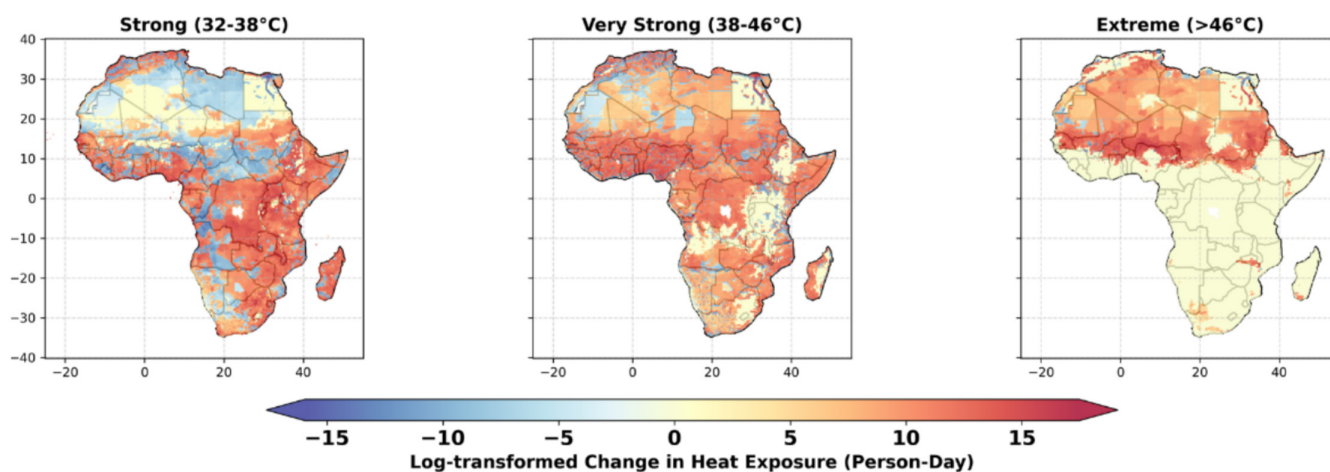 Strong (32-38°C) Very Strong (38-46°C) Extreme (>46°C)
40
30
20
10
0
−10
−20
−30
−40
−20 0 20 40 −20 0 20 40 −20 0 20 40
−15 −10 −5 0 5 10 15
Log-transformed Change in Heat Exposure (Person-Day)